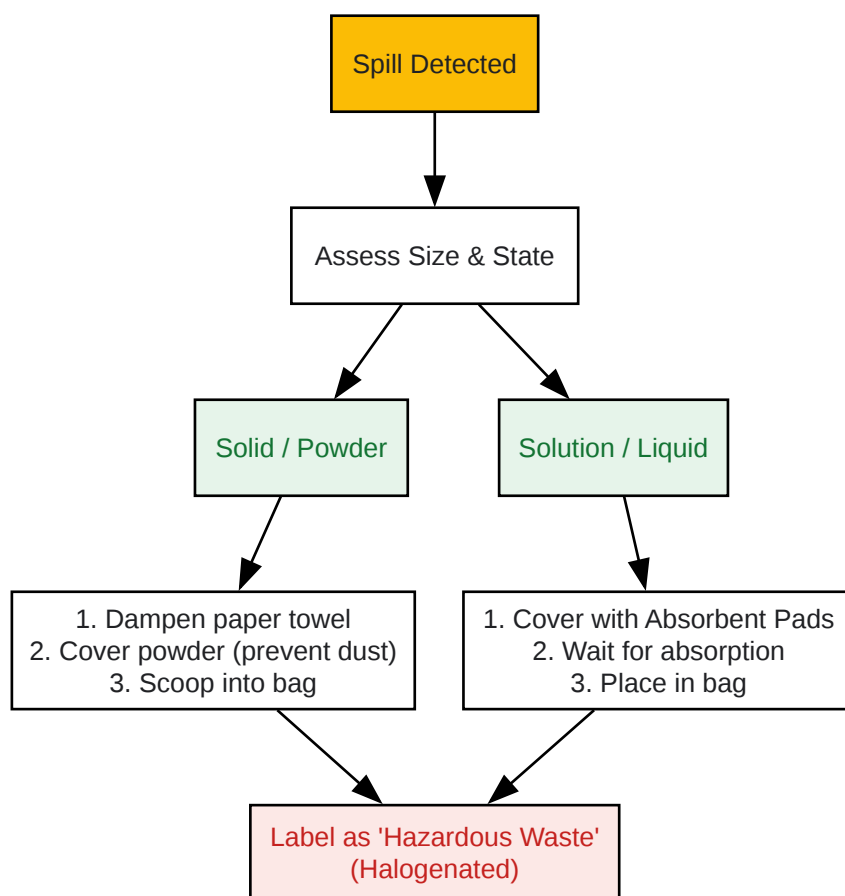 Spill Detected
Assess Size & State
Solid / Powder
Solution / Liquid
1. Dampen paper towel
2. Cover powder (prevent dust)
3. Scoop into bag
1. Cover with Absorbent Pads
2. Wait for absorption
3. Place in bag
Label as 'Hazardous Waste'
(Halogenated)